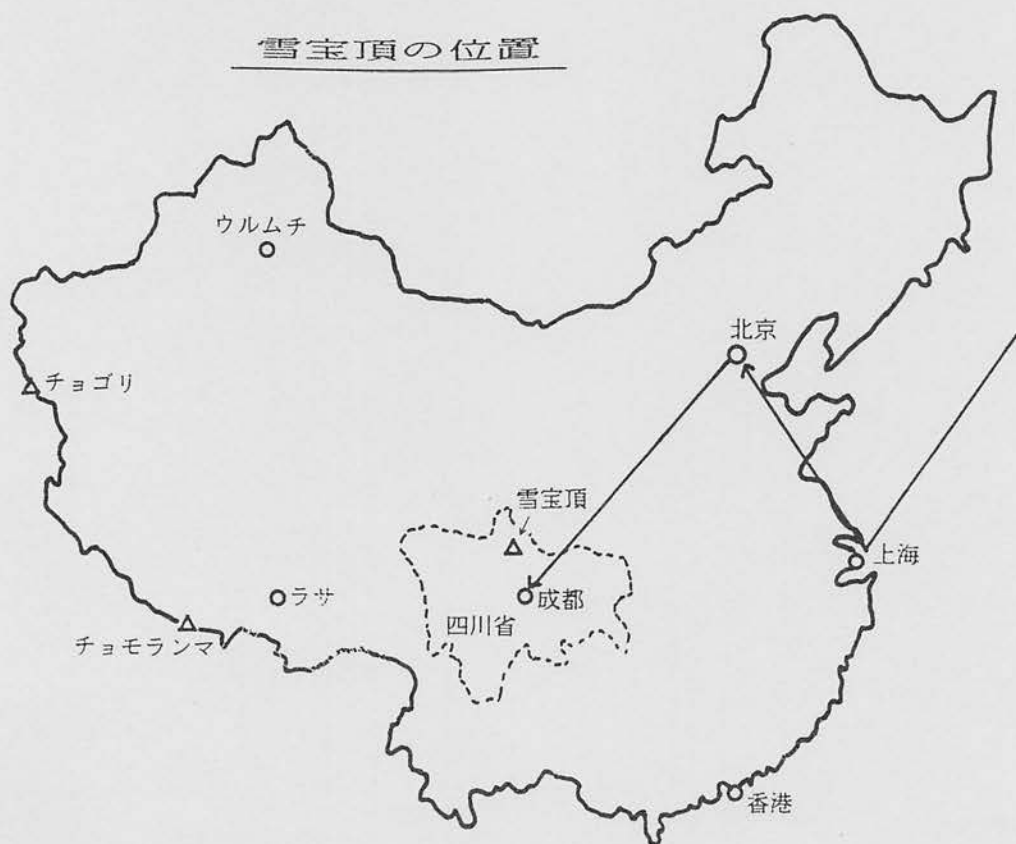 雪宝頂の位置
ウルムチ
北京
チョゴリ
雪宝頂
上海
ラサ
成都
四川省
チョモランマ
香港